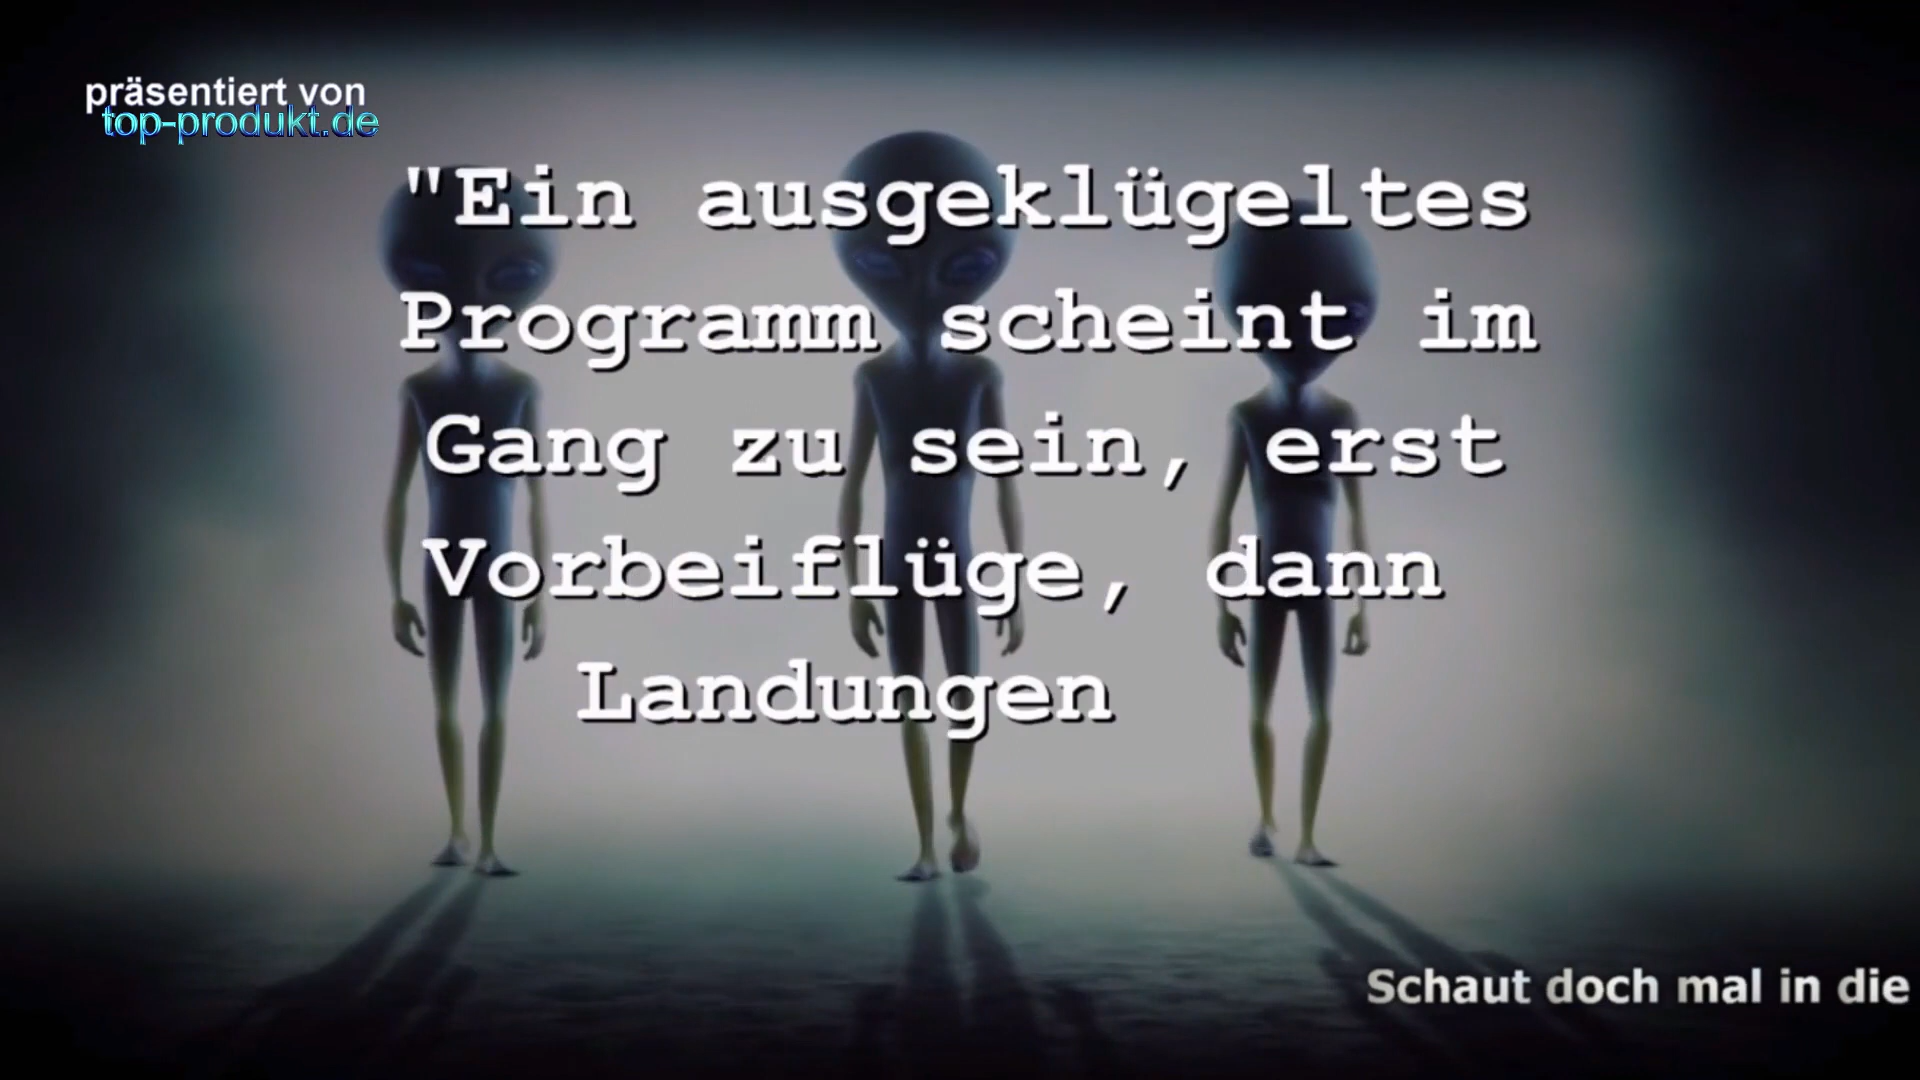 präsentiert von
top-produkt.de
"Ein ausgeklügeltes
Programm scheint im
Gang zu sein, erst
Vorbeiflüge, dann
Landungen
Schaut doch mal in die